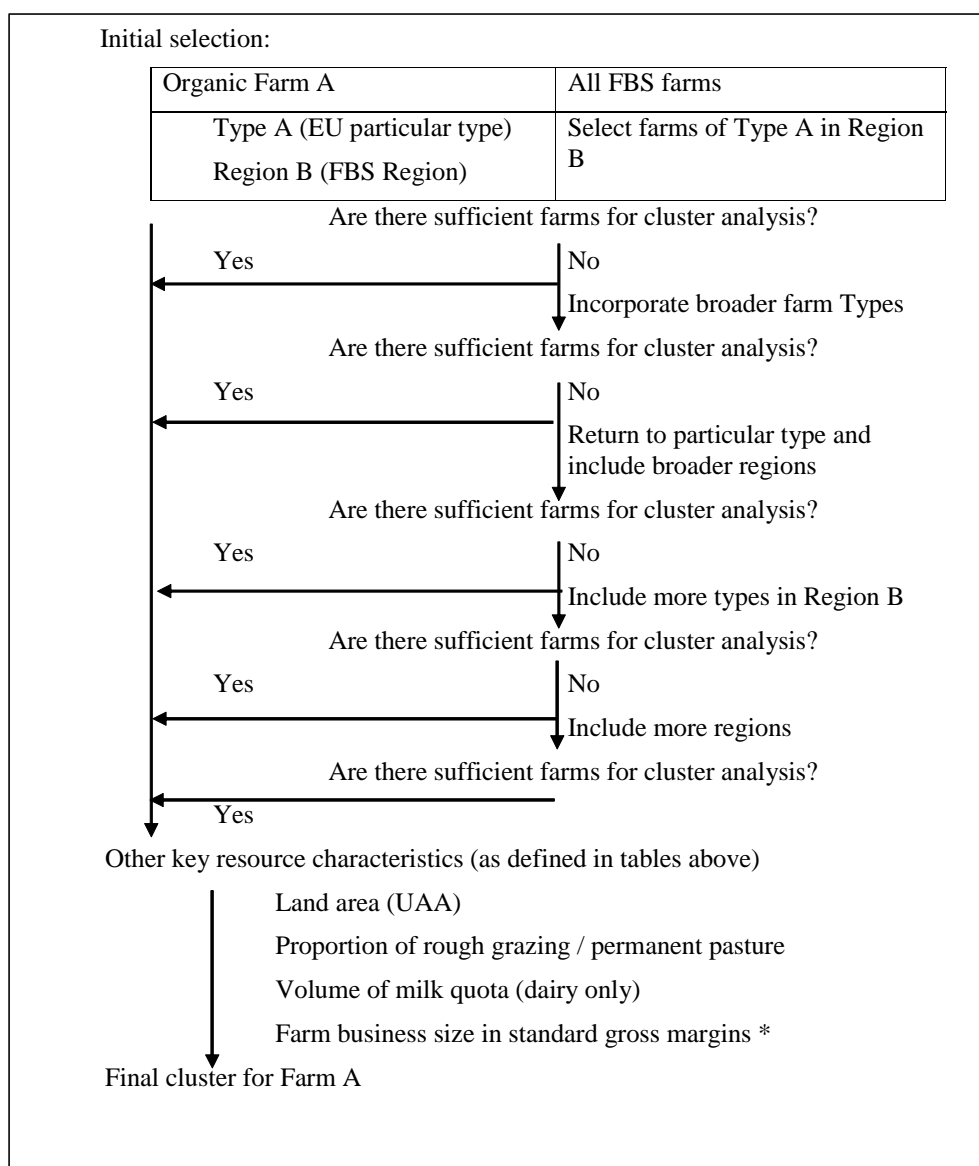 Initial selection:
Organic Farm A
All FBS farms
Type A (EU particular type)
Region B (FBS Region)
Select farms of Type A in Region
B
Are there sufficient farms for cluster analysis?
Yes
No
Incorporate broader farm Types
Are there sufficient farms for cluster analysis?
Yes
No
Return to particular type and
include broader regions
Are there sufficient farms for cluster analysis?
Yes
No
Include more types in Region B
Are there sufficient farms for cluster analysis?
Yes
No
Include more regions
Are there sufficient farms for cluster analysis?
Yes
Other key resource characteristics (as defined in tables above)
Land area (UAA)
Proportion of rough grazing / permanent pasture
Volume of milk quota (dairy only)
Farm business size in standard gross margins *
Final cluster for Farm A